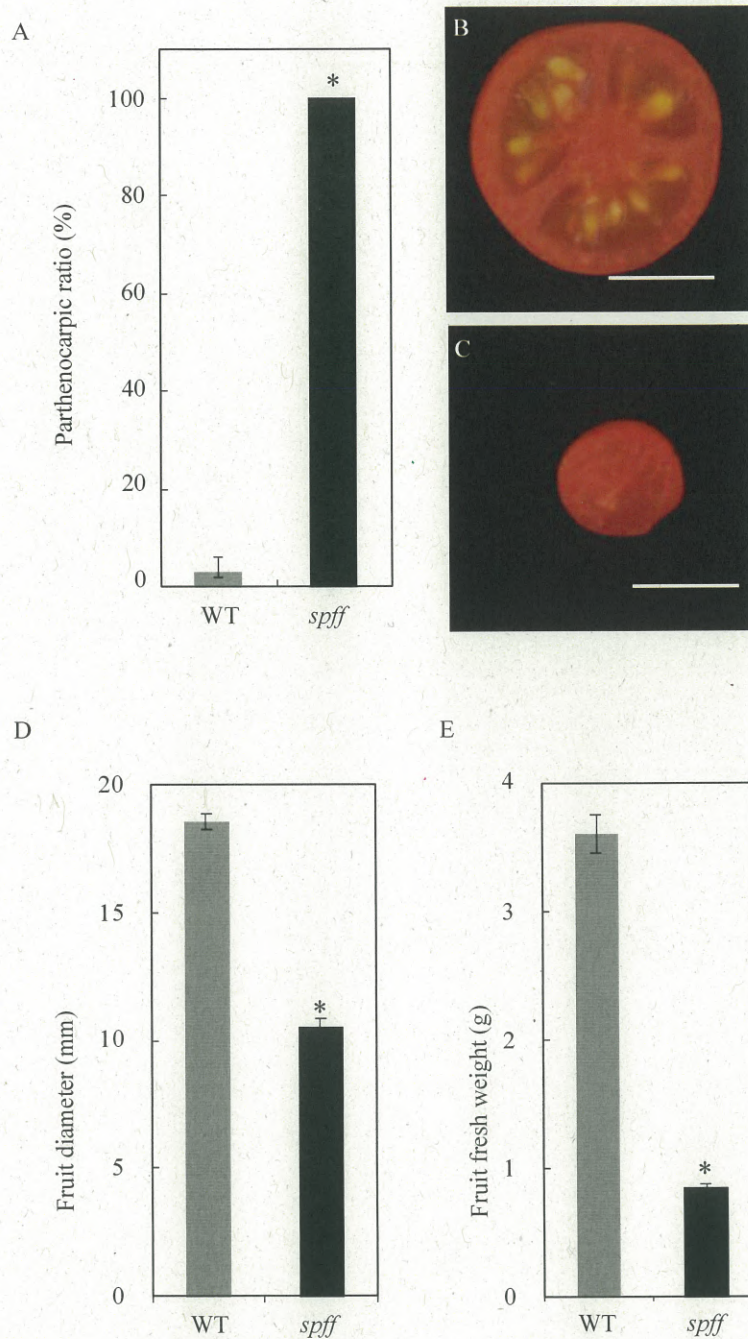 A
B
C
Parthenocarpic ratio (%)
100
80
60
40
20
0
*
WT
spff
D
E
Fruit diameter (mm)
20
15
10
5
0
*
WT
spff
Fruit fresh weight (g)
4
3
2
1
0
*
WT
spff